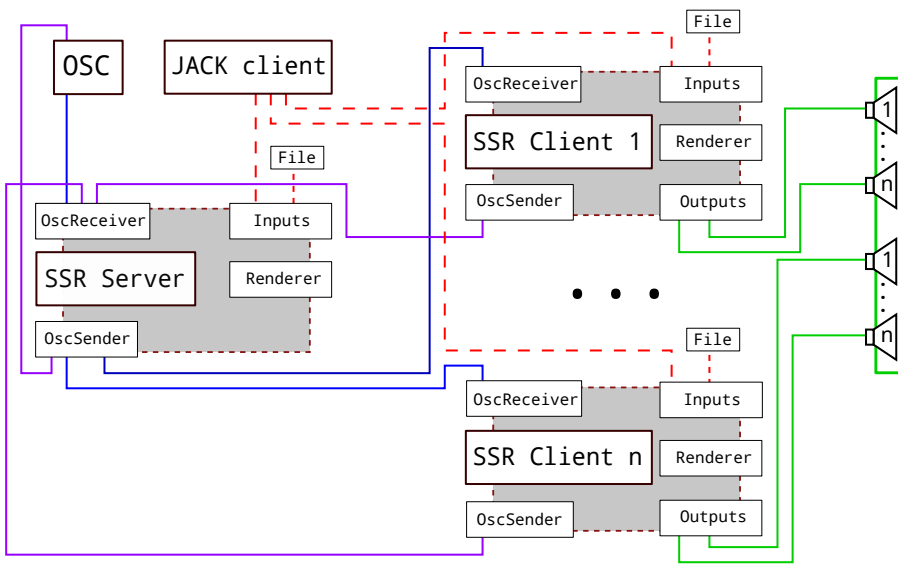 File
OSC
JACK client
OscReceiver
Inputs
SSR Client 1
Renderer
OscSender
Outputs
1
n
File
OscReceiver
Inputs
SSR Server
Renderer
OscSender
1
n
File
OscReceiver
Inputs
SSR Client n
Renderer
OscSender
Outputs